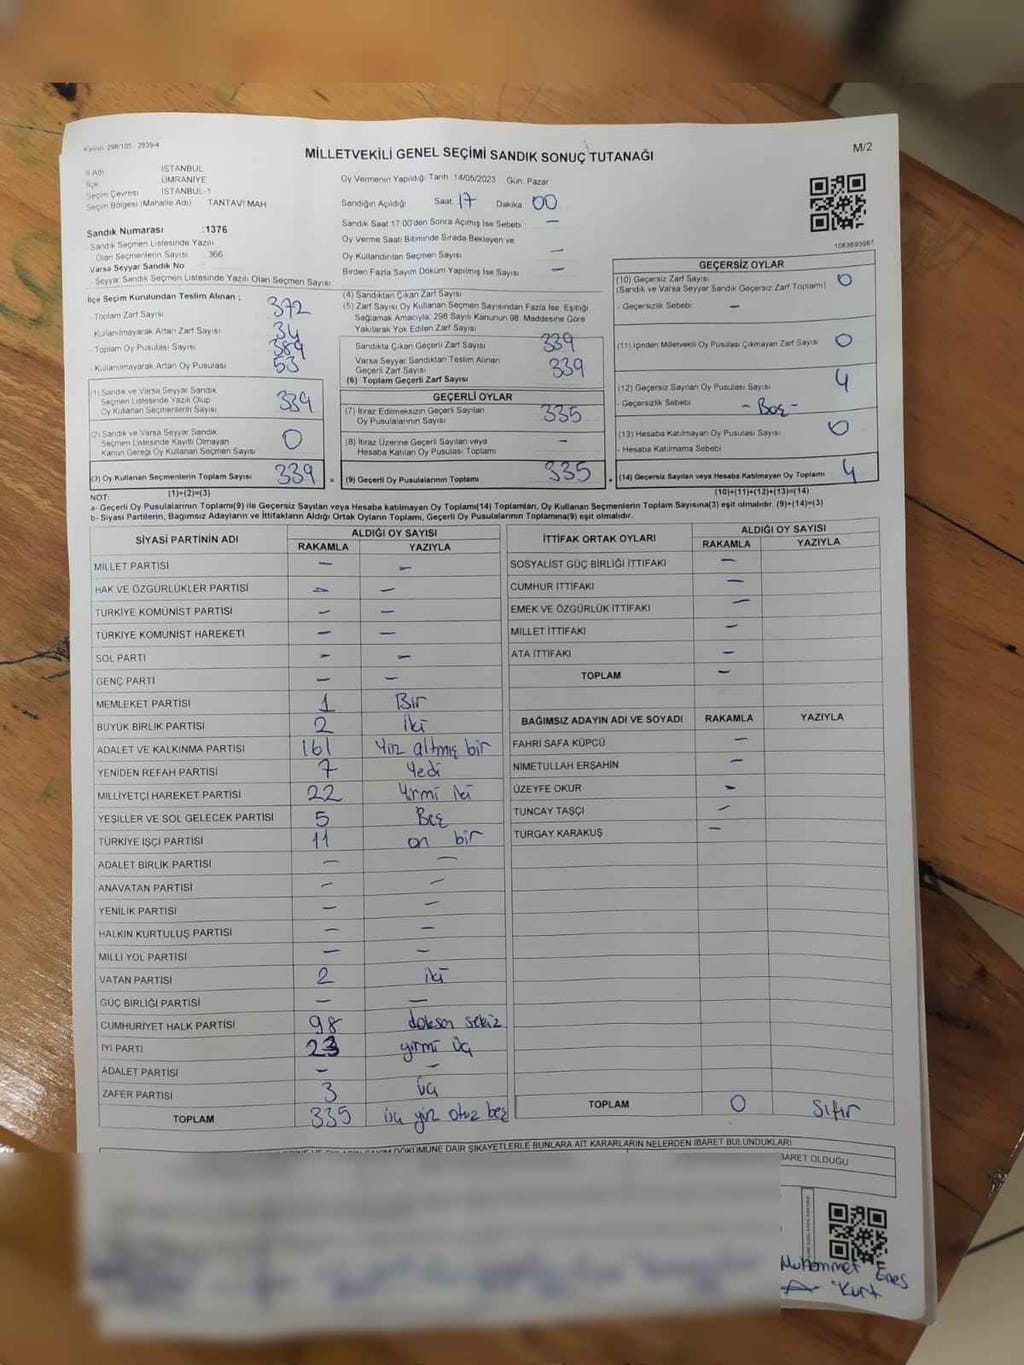 Kanun 298/105 2839/4
MİLLETVEKİLİ GENEL SEÇİMİ SANDIK SONUÇ TUTANAĞI
M/2
İl Adı İSTANBUL
İlçe ÜMRANİYE
Seçim Çevresi İSTANBUL-1
Seçim Bölgesi (Mahalle Adı) TANTAVİ MAH
Sandık Numarası :1376
Sandık Seçmen Listesinde Yazılı
Olan Seçmenlerin Sayısı : 366
Varsa Seyyar Sandık No :
- Seyyar Sandık Seçmen Listesinde Yazılı Olan Seçmen Sayısı:
Oy Vermenin Yapıldığı Tarih 14/05/2023 Gün: Pazar
Sandığın Açıldığı Saat 17 Dakika 00
Sandık Saat 17:00'den Sonra Açılmış İse Sebebi –
Oy Verme Saati Bitiminde Sırada Bekleyen ve
Oy Kullandırılan Seçmen Sayısı –
Birden Fazla Sayım Döküm Yapılmış İse Sayısı –
1083893987
İlçe Seçim Kurulundan Teslim Alınan ;
- Toplam Zarf Sayısı 372
- Kullanılmayarak Artan Zarf Sayısı 34
- Toplam Oy Pusulası Sayısı 389
- Kullanılmayarak Artan Oy Pusulası 53
(1) Sandık ve Varsa Seyyar Sandık
Seçmen Listesinde Yazılı Olup
Oy Kullanan Seçmenlerin Sayısı 339
(2) Sandık ve Varsa Seyyar
Sandık Seçmen Listesinde Kayıtlı Olmayan
Kanun Gereği Oy Kullanan Seçmen Sayısı 0
(3) Oy Kullanan Seçmenlerin Toplam Sayısı 339
(1)+(2)=(3)
(4) Sandıktan Çıkan Zarf Sayısı
(5) Zarf Sayısı Oy Kullanan Seçmen Sayısından Fazla İse, Eşitliği
Sağlamak Amacıyla, 298 Sayılı Kanunun 98. Maddesine Göre
Yakılarak Yok Edilen Zarf Sayısı
Sandıkta Çıkan Geçerli Zarf Sayısı 339
Varsa Seyyar Sandıktan Teslim Alınan
Geçerli Zarf Sayısı 339
(6) Toplam Geçerli Zarf Sayısı
GEÇERLİ OYLAR
(7) İtiraz Edilmeksizin Geçerli Sayılan
Oy Pusulalarının Sayısı 335
(8) İtiraz Üzerine Geçerli Sayılan veya
Hesaba Katılan Oy Pusulası Toplamı –
= (9) Geçerli Oy Pusulalarının Toplamı 335
GEÇERSİZ OYLAR
(10) Geçersiz Zarf Sayısı 0
(Sandık ve Varsa Seyyar Sandık Geçersiz Zarf Toplamı)
- Geçersizlik Sebebi –
(11) İçinden Milletvekili Oy Pusulası Çıkmayan Zarf Sayısı 0
(12) Geçersiz Sayılan Oy Pusulası Sayısı 4
- Geçersizlik Sebebi - Boş -
(13) Hesaba Katılmayan Oy Pusulası Sayısı 0
- Hesaba Katılmama Sebebi
+ (14) Geçersiz Sayılan veya Hesaba Katılmayan Oy Toplamı 4
(10)+(11)+(12)+(13)=(14)
NOT:
a- Geçerli Oy Pusulalarının Toplamı(9) ile Geçersiz Sayılan veya Hesaba katılmayan Oy Toplamı(14) Toplamları, Oy Kullanan Seçmenlerin Toplam Sayısına(3) eşit olmalıdır. (9)+(14)=(3)
b- Siyasi Partilerin, Bağımsız Adayların ve İttifakların Aldığı Ortak Oyların Toplamı, Geçerli Oy Pusulalarının Toplamına(9) eşit olmalıdır.
SİYASİ PARTİNİN ADI ALDIĞI OY SAYISI
RAKAMLA YAZIYLA
MİLLET PARTİSİ – –
HAK VE ÖZGÜRLÜKLER PARTİSİ – –
TÜRKİYE KOMÜNİST PARTİSİ – –
TÜRKİYE KOMÜNİST HAREKETİ – –
SOL PARTİ – –
GENÇ PARTİ – –
MEMLEKET PARTİSİ 1 Bir
BÜYÜK BİRLİK PARTİSİ 2 iki
ADALET VE KALKINMA PARTİSİ 161 Yüz altmış bir
YENİDEN REFAH PARTİSİ 7 Yedi
MİLLİYETÇİ HAREKET PARTİSİ 22 Yirmi iki
YEŞİLLER VE SOL GELECEK PARTİSİ 5 Beş
TÜRKİYE İŞÇİ PARTİSİ 11 on bir
ADALET BİRLİK PARTİSİ – –
ANAVATAN PARTİSİ – –
YENİLİK PARTİSİ – –
HALKIN KURTULUŞ PARTİSİ – –
MİLLİ YOL PARTİSİ – –
VATAN PARTİSİ 2 iki
GÜÇ BİRLİĞİ PARTİSİ – –
CUMHURİYET HALK PARTİSİ 98 doksan sekiz
İYİ PARTİ 23 yirmi üç
ADALET PARTİSİ – –
ZAFER PARTİSİ 3 üç
TOPLAM 335 üç yüz otuz beş
İTTİFAK ORTAK OYLARI ALDIĞI OY SAYISI
RAKAMLA YAZIYLA
SOSYALİST GÜÇ BİRLİĞİ İTTİFAKI –
CUMHUR İTTİFAKI –
EMEK VE ÖZGÜRLÜK İTTİFAKI –
MİLLET İTTİFAKI –
ATA İTTİFAKI –
TOPLAM –
BAĞIMSIZ ADAYIN ADI VE SOYADI RAKAMLA YAZIYLA
FAHRİ SAFA KÜPCÜ –
NİMETULLAH ERŞAHİN –
ÜZEYFE OKUR –
TUNCAY TAŞÇI –
TURGAY KARAKUŞ –
TOPLAM 0 Sıfır
DÖKÜMÜNE DAİR ŞİKAYETLERLE BUNLARA AİT KARARLARIN NELERDEN İBARET BULUNDUKLARI
BARET OLDUĞU
Muhammet Enes
Kurt